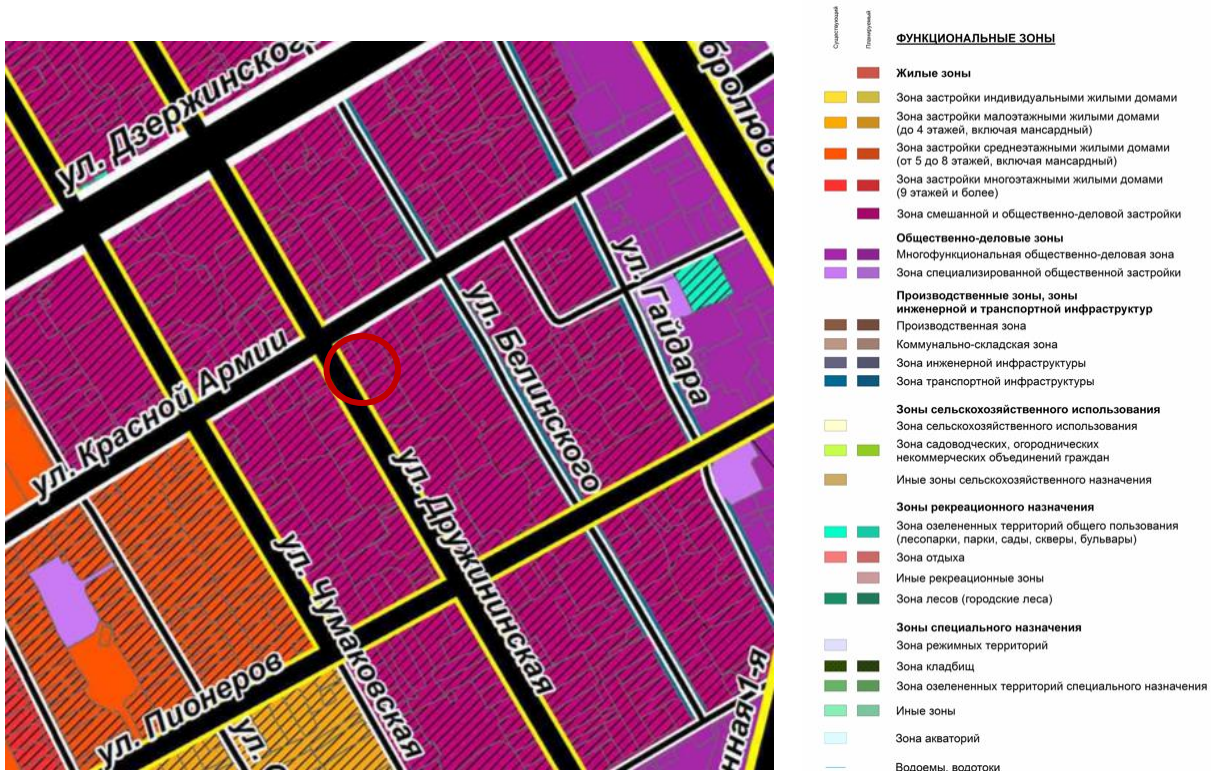 ул. Дзержинског
бролюбо
ул. Гайдара
ул. Белинского
ул. Красной Армии
ул. Дружининская
ул. Чумаковская
ул. Пионеров
ул.
нная 1-я
Существующий
Планируемый
ФУНКЦИОНАЛЬНЫЕ ЗОНЫ
Жилые зоны
Зона застройки индивидуальными жилыми домами
Зона застройки малоэтажными жилыми домами
(до 4 этажей, включая мансардный)
Зона застройки среднеэтажными жилыми домами
(от 5 до 8 этажей, включая мансардный)
Зона застройки многоэтажными жилыми домами
(9 этажей и более)
Зона смешанной и общественно-деловой застройки
Общественно-деловые зоны
Многофункциональная общественно-деловая зона
Зона специализированной общественной застройки
Производственные зоны, зоны
инженерной и транспортной инфраструктур
Производственная зона
Коммунально-складская зона
Зона инженерной инфраструктуры
Зона транспортной инфраструктуры
Зоны сельскохозяйственного использования
Зона сельскохозяйственного использования
Зона садоводческих, огороднических
некоммерческих объединений граждан
Иные зоны сельскохозяйственного назначения
Зоны рекреационного назначения
Зона озелененных территорий общего пользования
(лесопарки, парки, сады, скверы, бульвары)
Зона отдыха
Иные рекреационные зоны
Зона лесов (городские леса)
Зоны специального назначения
Зона режимных территорий
Зона кладбищ
Зона озелененных территорий специального назначения
Иные зоны
Зона акваторий
Водоемы, водотоки